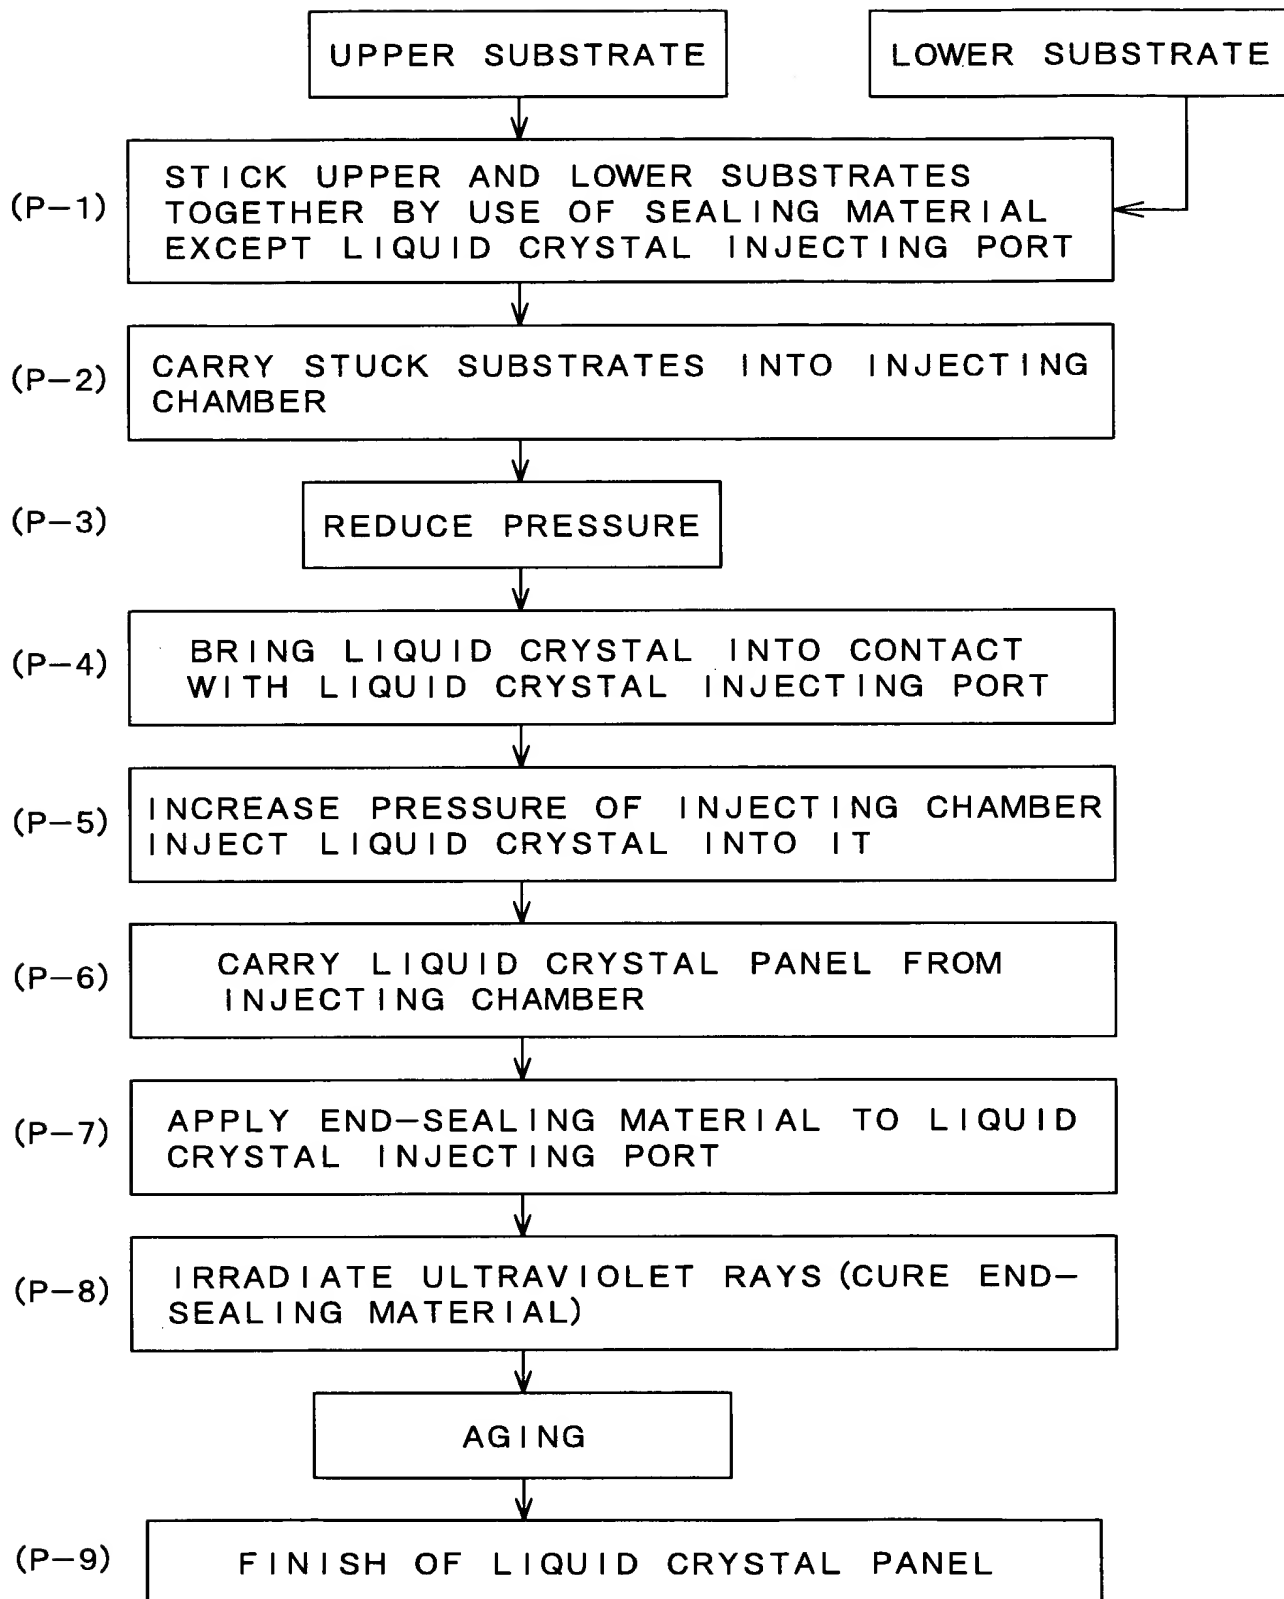 UPPER SUBSTRATE
LOWER SUBSTRATE
(P-1)
STICK UPPER AND LOWER SUBSTRATES
TOGETHER BY USE OF SEALING MATERIAL
EXCEPT LIQUID CRYSTAL INJECTING PORT
(P-2)
CARRY STUCK SUBSTRATES INTO INJECTING
CHAMBER
(P-3)
REDUCE PRESSURE
(P-4)
BRING LIQUID CRYSTAL INTO CONTACT
WITH LIQUID CRYSTAL INJECTING PORT
(P-5)
INCREASE PRESSURE OF INJECTING CHAMBER
INJECT LIQUID CRYSTAL INTO IT
(P-6)
CARRY LIQUID CRYSTAL PANEL FROM
INJECTING CHAMBER
(P-7)
APPLY END-SEALING MATERIAL TO LIQUID
CRYSTAL INJECTING PORT
(P-8)
IRRADIATE ULTRAVIOLET RAYS (CURE END-
SEALING MATERIAL)
AGING
(P-9)
FINISH OF LIQUID CRYSTAL PANEL